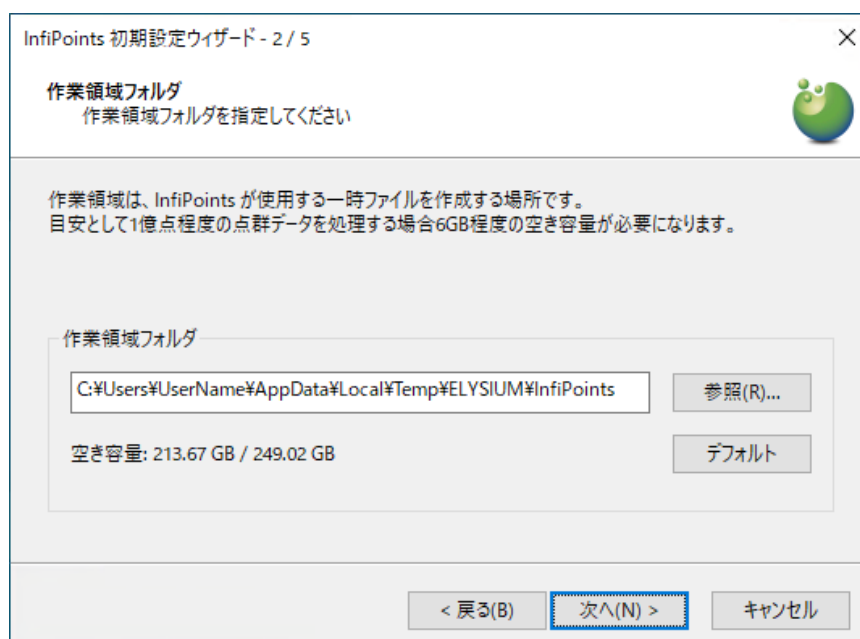 InfiPoints 初期設定ウィザード - 2 / 5
作業領域フォルダ
作業領域フォルダを指定してください
作業領域は、InfiPoints が使用する一時ファイルを作成する場所です。
目安として1億点程度の点群データを処理する場合6GB程度の空き容量が必要になります。
作業領域フォルダ
C:¥Users¥UserName¥AppData¥Local¥Temp¥ELYSIUM¥InfiPoints
参照(R)...
空き容量: 213.67 GB / 249.02 GB
デフォルト
< 戻る(B)
次へ(N) >
キャンセル